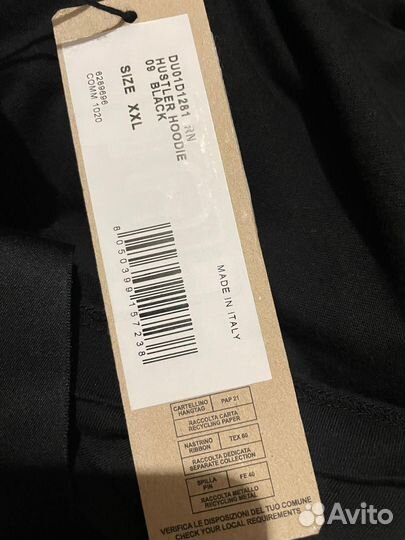 DU01D1281 RN
HUSTLER HOODIE
09 BLACK
SIZE XXL
6269696
COMM 1020
8050399157238
MADE IN ITALY
CARTELLINO HANGTAG PAP 21
RACCOLTA CARTA
RECYCLING PAPER
NASTRINO RIBBON TEX 60
RACCOLTA DEDICATA
SEPARATE COLLECTION
SPILLA PIN FE 40
RACCOLTA METALLO
RECYCLING METAL
VERIFICA LE DISPOSIZIONI DEL TUO COMUNE
CHECK YOUR LOCAL REQUIREMENTS
Avito